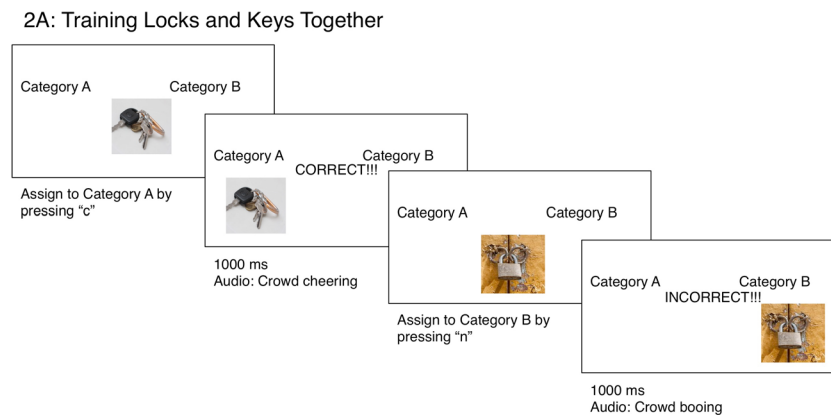 2A: Training Locks and Keys Together
Category A
Category B
Assign to Category A by
pressing “c”
Category A
Category B
CORRECT!!!
1000 ms
Audio: Crowd cheering
Category A
Category B
Assign to Category B by
pressing “n”
Category A
Category B
INCORRECT!!!
1000 ms
Audio: Crowd booing